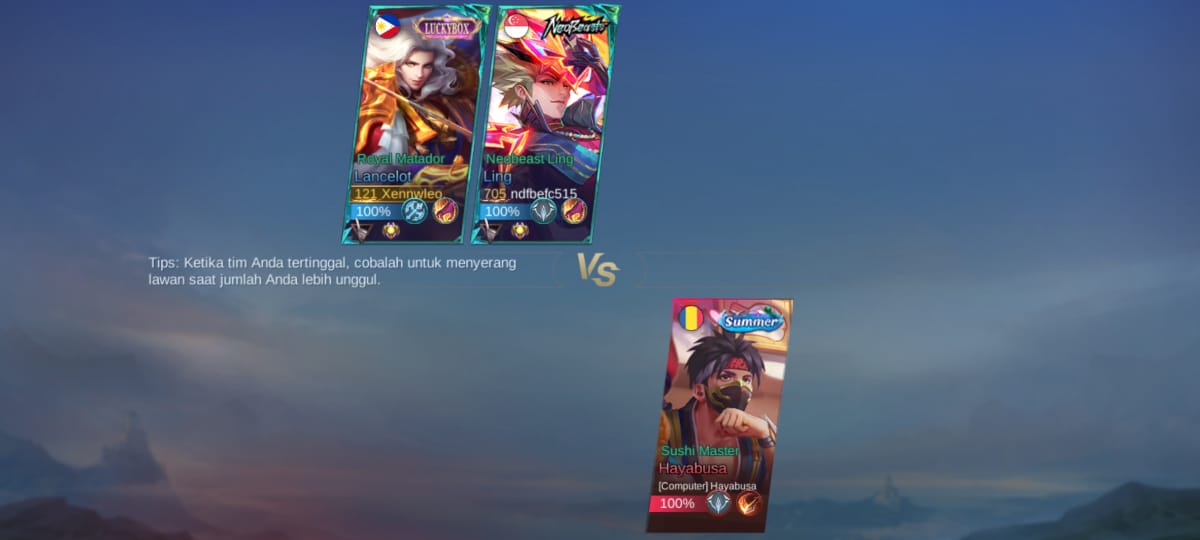 LUCKYBOX
NeoBeasts
Royal Matador
Neobeast Ling
Lancelot
Ling
121 Xennwleo
705 ndfbefc515
100%
100%
Tips: Ketika tim Anda tertinggal, cobalah untuk menyerang
lawan saat jumlah Anda lebih unggul.
VS
Summer
Sushi Master
Hayabusa
[Computer] Hayabusa
100%